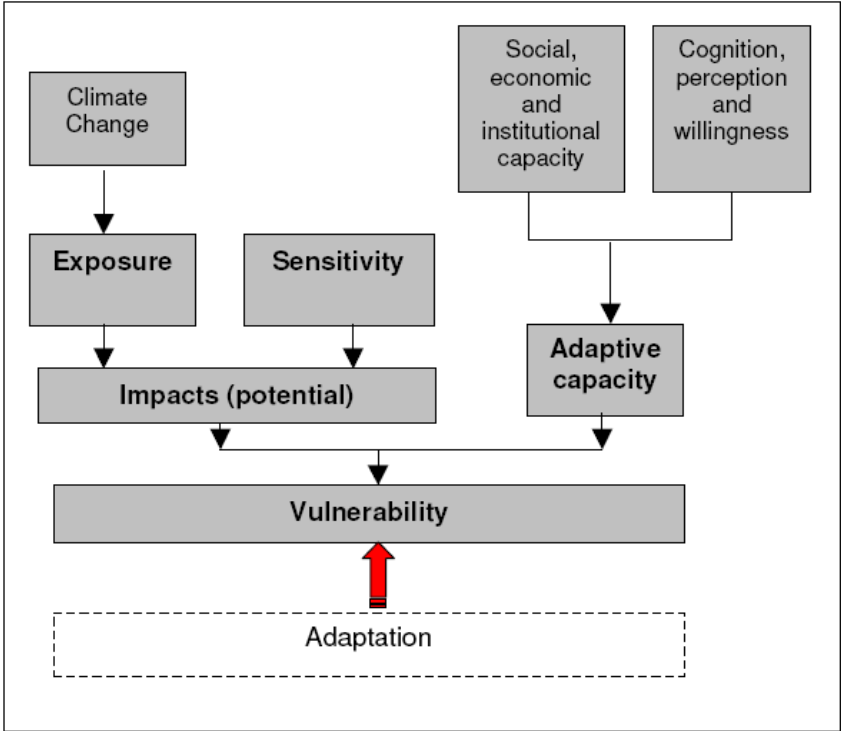 Climate
Change
Social,
economic
and
institutional
capacity
Cognition,
perception
and
willingness
Exposure
Sensitivity
Adaptive
capacity
Impacts (potential)
Vulnerability
Adaptation